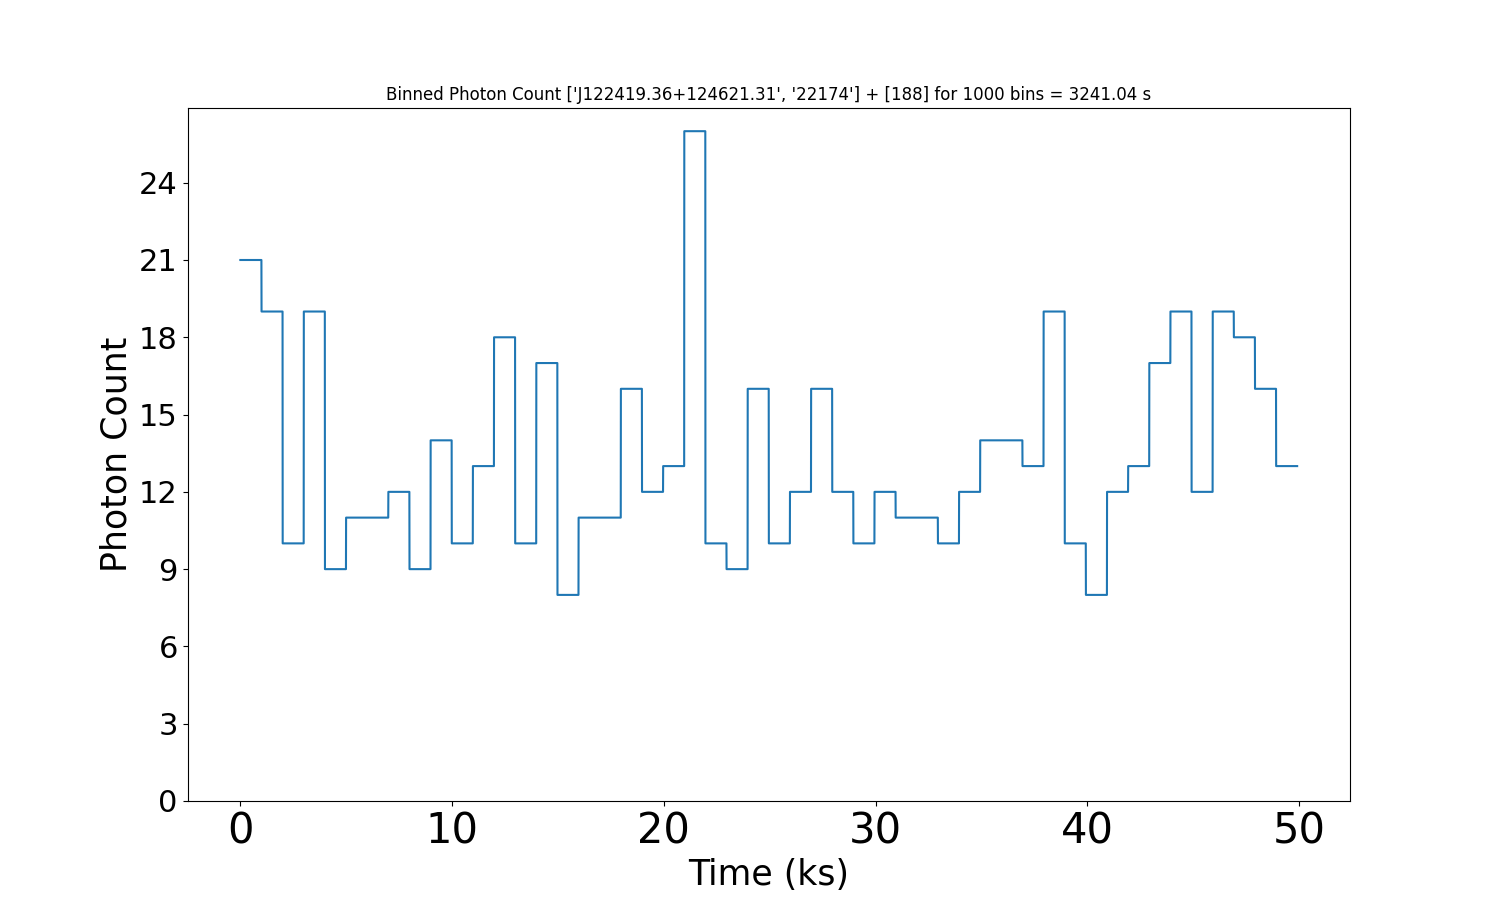 Binned Photon Count ['J122419.36+124621.31', '22174'] + [188] for 1000 bins = 3241.04 s
Photon Count
24
21
18
15
12
9
6
3
0
0 10 20 30 40 50
Time (ks)